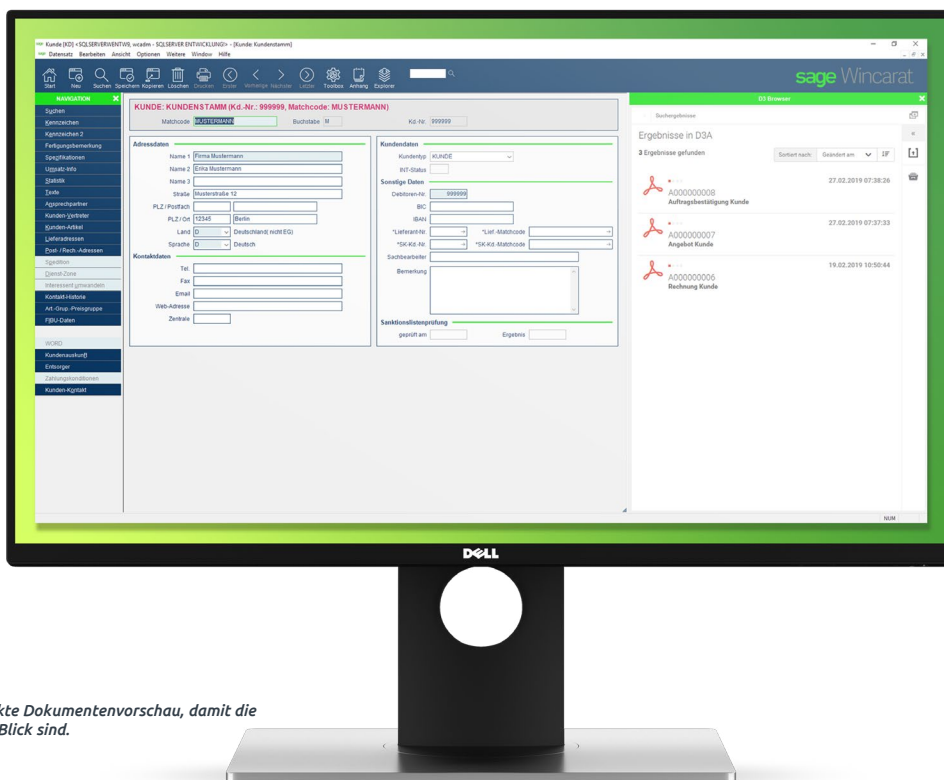 Kunde [KD] <SQLSERVERWENTW9, wcadm - SQLSERVER ENTWICKLUNG!> - [Kunde: Kundenstamm]
Datensatz Bearbeiten Ansicht Optionen Weitere Window Hilfe
Start Neu Suchen Speichern Kopieren Löschen Drucken Erster Vorherige Nächster Letzter Toolbox Anhang Explorer
sage Wincarat
NAVIGATION
Suchen
Kennzeichen
Kennzeichen 2
Fertigungsbemerkung
Spezifikationen
Umsatz-Info
Statistik
Texte
Ansprechpartner
Kunden-Vertreter
Kunden-Artikel
Lieferadressen
Post- / Rech.-Adressen
Spedition
Dienst-Zone
Interessent umwandeln
Kontakt-Historie
Art.-Grup.-Preisgruppe
FIBU-Daten
WORD
Kundenauskunft
Entsorger
Zahlungskonditionen
Kunden-Kontakt
KUNDE: KUNDENSTAMM (Kd.-Nr.: 999999, Matchcode: MUSTERMANN)
Matchcode MUSTERMANN Buchstabe M Kd.-Nr. 999999
Adressdaten
Name 1 Firma Mustermann
Name 2 Erika Mustermann
Name 3
Straße Musterstraße 12
PLZ / Postfach
PLZ / Ort 12345 Berlin
Land D Deutschland( nicht EG)
Sprache D Deutsch
Kontaktdaten
Tel.
Fax
Email
Web-Adresse
Zentrale
Kundendaten
Kundentyp KUNDE
INT-Status
Sonstige Daten
Debitoren-Nr. 999999
BIC
IBAN
*Lieferant-Nr. *Lief.-Matchcode
*SK-Kd.-Nr. *SK-Kd.-Matchcode
Sachbearbeiter
Bemerkung
Sanktionslistenprüfung
geprüft am Ergebnis
D3 Browser
Suchergebnisse
Ergebnisse in D3A
3 Ergebnisse gefunden Sortiert nach: Geändert am
27.02.2019 07:38:26
A000000008
Auftragsbestätigung Kunde
27.02.2019 07:37:33
A000000007
Angebot Kunde
19.02.2019 10:50:44
A000000006
Rechnung Kunde
NUM
DELL
kte Dokumentenvorschau, damit die
Blick sind.